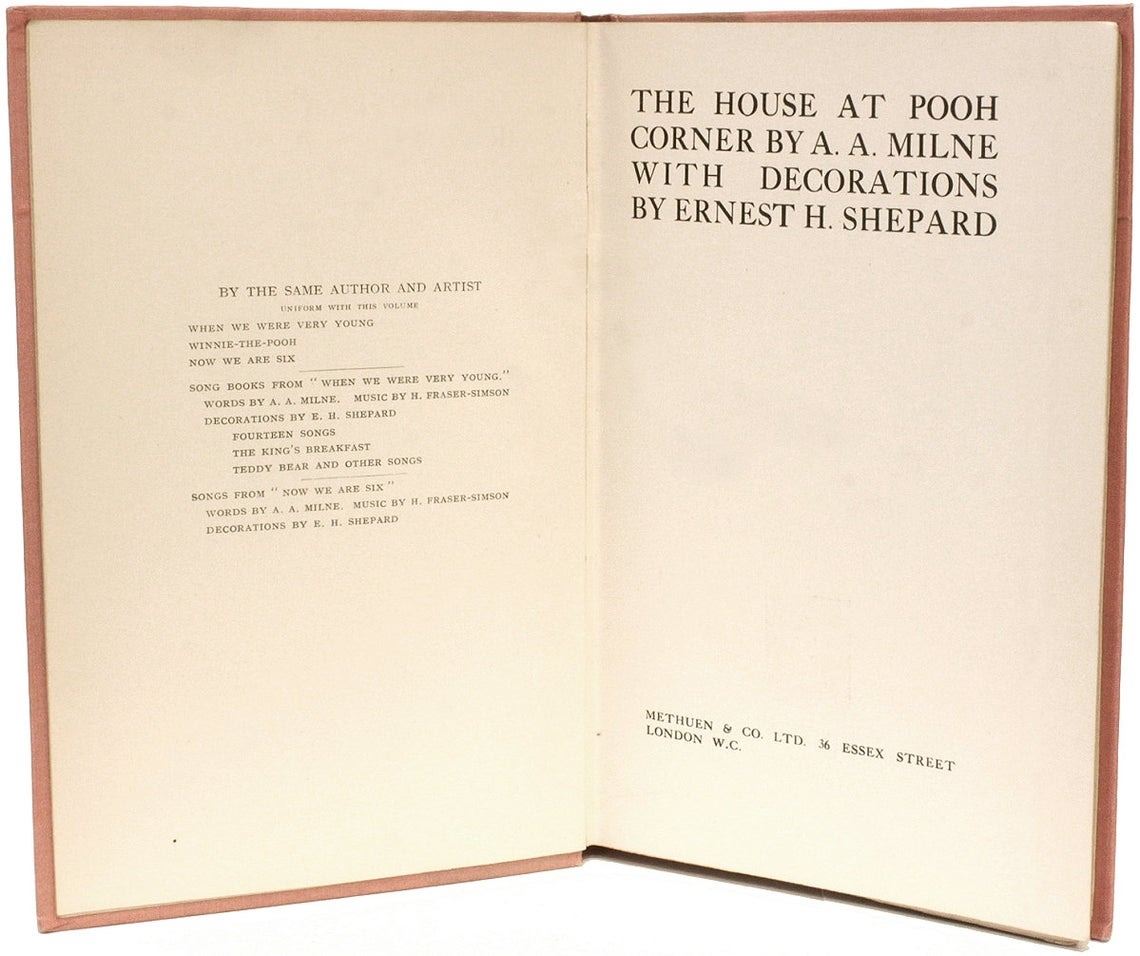 BY THE SAME AUTHOR AND ARTIST
UNIFORM WITH THIS VOLUME
WHEN WE WERE VERY YOUNG
WINNIE-THE-POOH
NOW WE ARE SIX
SONG BOOKS FROM "WHEN WE WERE VERY YOUNG."
WORDS BY A. A. MILNE. MUSIC BY H. FRASER-SIMSON
DECORATIONS BY E. H. SHEPARD
FOURTEEN SONGS
THE KING'S BREAKFAST
TEDDY BEAR AND OTHER SONGS
SONGS FROM "NOW WE ARE SIX"
WORDS BY A. A. MILNE. MUSIC BY H. FRASER-SIMSON
DECORATIONS BY E. H. SHEPARD
THE HOUSE AT POOH
CORNER BY A. A. MILNE
WITH DECORATIONS
BY ERNEST H. SHEPARD
METHUEN & CO. LTD. 36 ESSEX STREET
LONDON W.C.